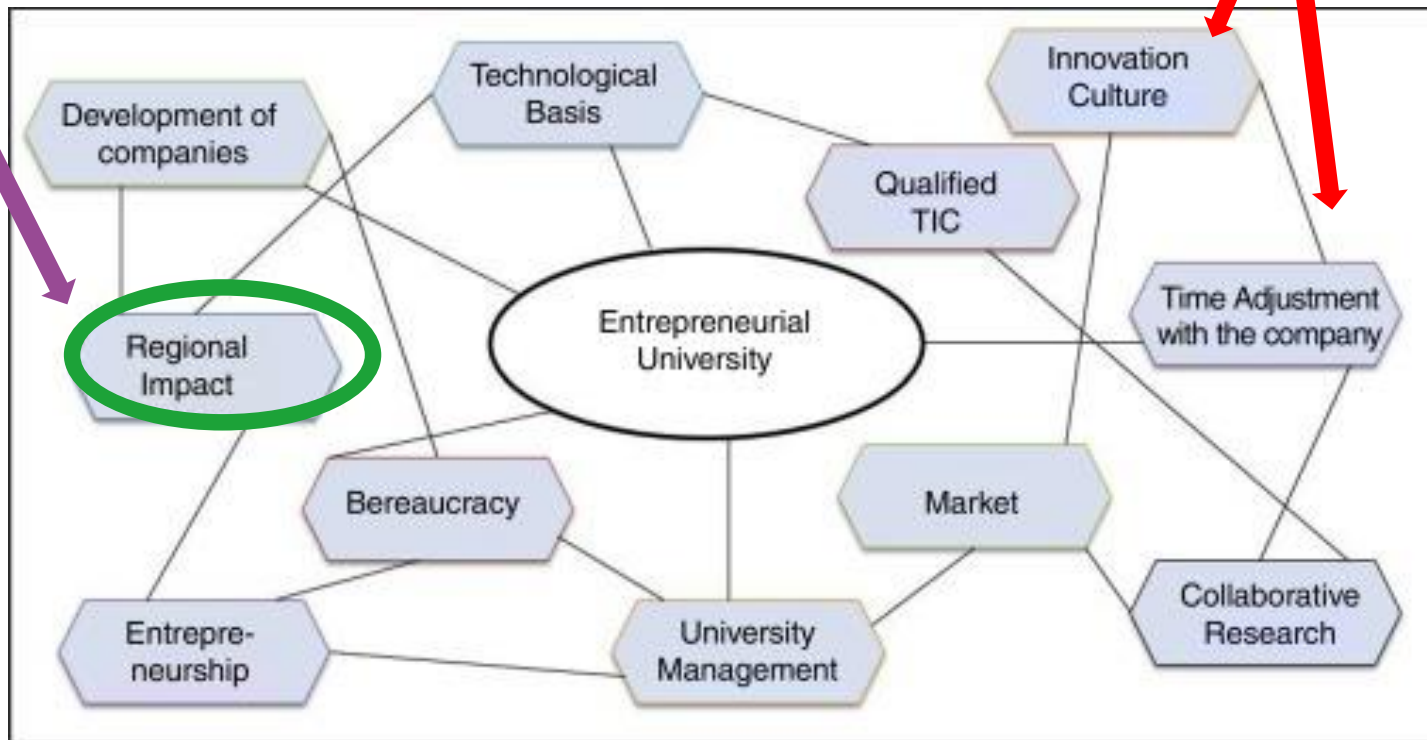 Development of
companies
Technological
Basis
Innovation
Culture
Qualified
TIC
Regional
Impact
Entrepreneurial
University
Time Adjustment
with the company
Bereaucracy
Market
Entrepre-
neurship
University
Management
Collaborative
Research